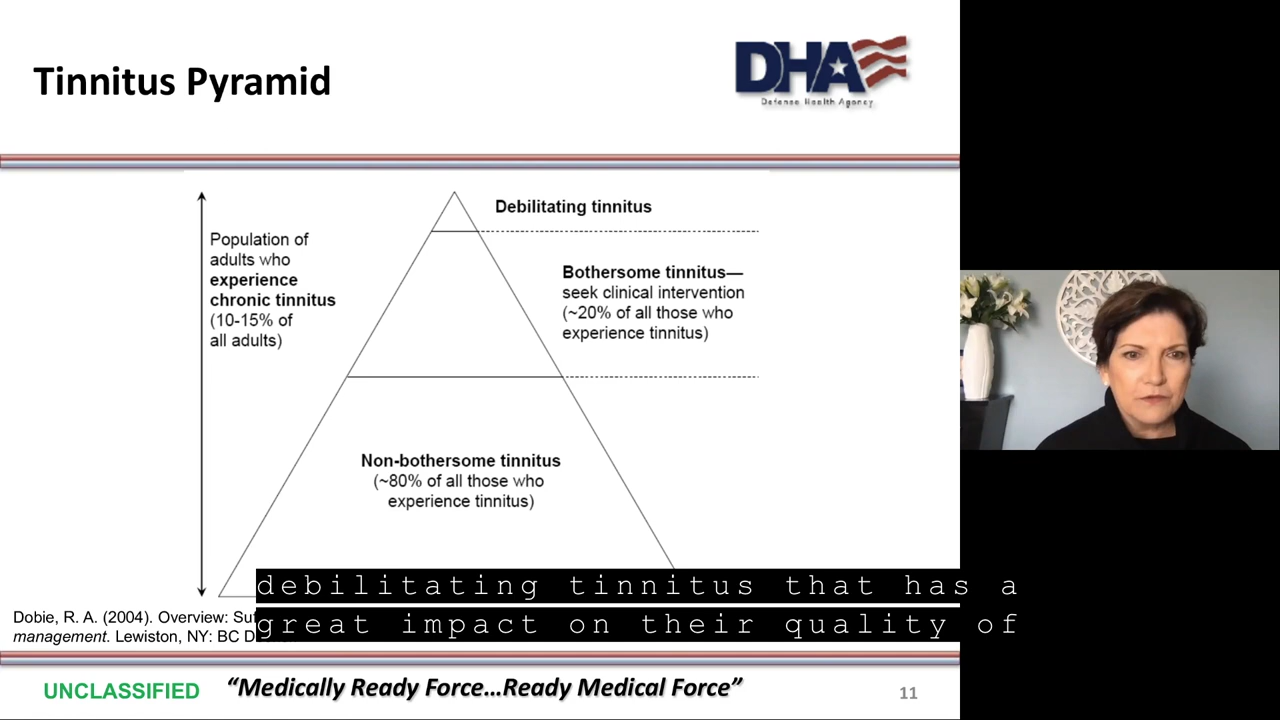 Tinnitus Pyramid
DHA
Defense Health Agency
Debilitating tinnitus
Population of
adults who
experience
chronic tinnitus
(10-15% of
all adults)
Bothersome tinnitus—
seek clinical intervention
(~20% of all those who
experience tinnitus)
Non-bothersome tinnitus
(~80% of all those who
experience tinnitus)
debilitating tinnitus that has a
great impact on their quality of
Dobie, R. A. (2004). Overview:
management. Lewiston, NY: BC
UNCLASSIFIED
“Medically Ready Force…Ready Medical Force”
11